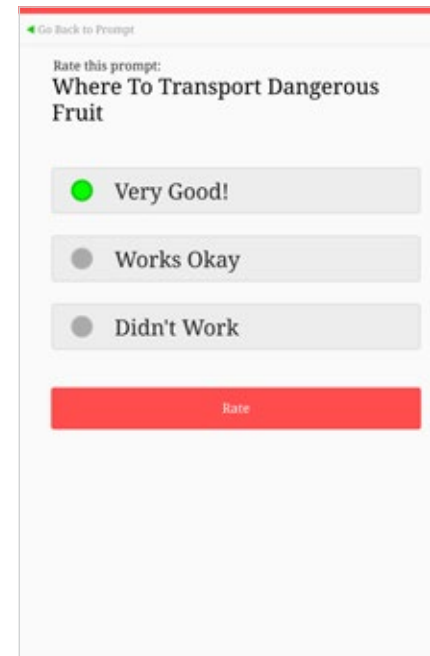 Go Back to Prompt
Rate this prompt:
Where To Transport Dangerous
Fruit
Very Good!
Works Okay
Didn't Work
Rate